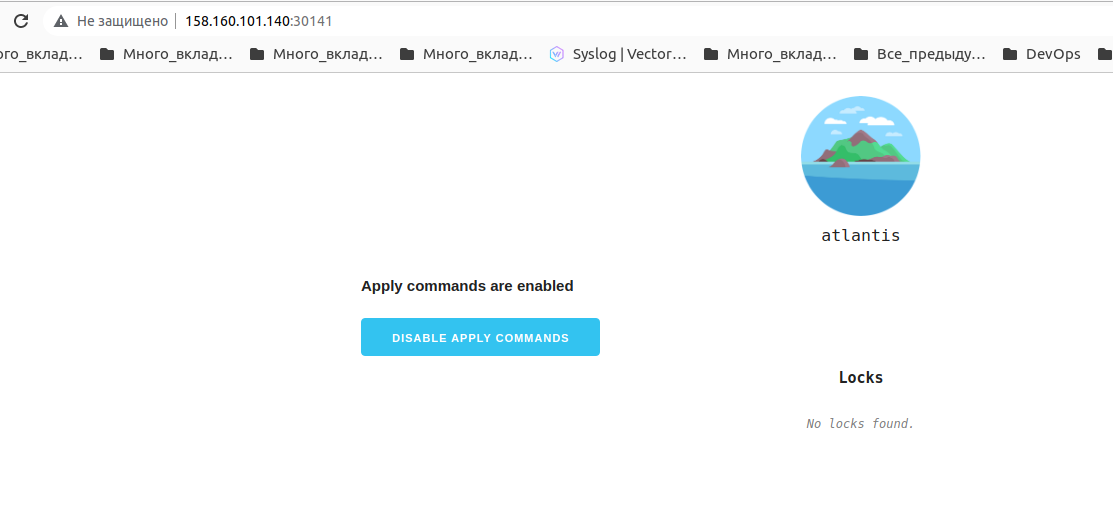 Не защищено 158.160.101.140:30141
ого_вклад… Много_вклад… Много_вклад… Много_вклад… Syslog | Vector… Много_вклад… Все_предыду… DevOps
atlantis
Apply commands are enabled
DISABLE APPLY COMMANDS
Locks
No locks found.